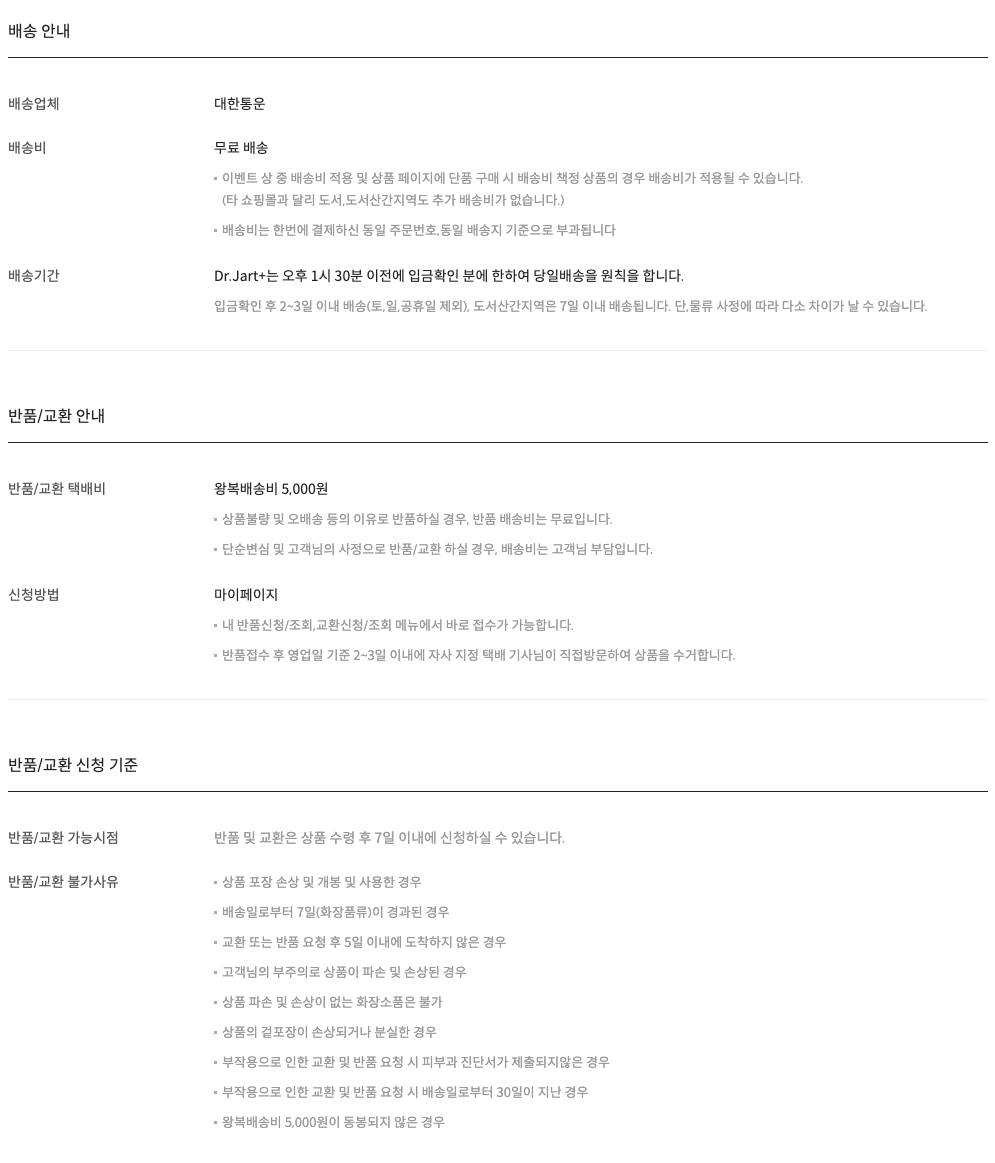 배송 안내
배송업체
대한통운
배송비
무료 배송
이벤트 상 중 배송비 적용 및 상품 페이지에 단품 구매 시 배송비 책정 상품의 경우 배송비가 적용될 수 있습니다.
(타 쇼핑몰과 달리 도서,도서산간지역도 추가 배송비가 없습니다.)
배송비는 한번에 결제하신 동일 주문번호,동일 배송지 기준으로 부과됩니다
배송기간
Dr.Jart+는 오후 1시 30분 이전에 입금확인 분에 한하여 당일배송을 원칙을 합니다.
입금확인 후 2~3일 이내 배송(토,일,공휴일 제외), 도서산간지역은 7일 이내 배송됩니다. 단,물류 사정에 따라 다소 차이가 날 수 있습니다.
반품/교환 안내
반품/교환 택배비
왕복배송비 5,000원
상품불량 및 오배송 등의 이유로 반품하실 경우, 반품 배송비는 무료입니다.
단순변심 및 고객님의 사정으로 반품/교환 하실 경우, 배송비는 고객님 부담입니다.
신청방법
마이페이지
내 반품신청/조회,교환신청/조회 메뉴에서 바로 접수가 가능합니다.
반품접수 후 영업일 기준 2~3일 이내에 자사 지정 택배 기사님이 직접방문하여 상품을 수거합니다.
반품/교환 신청 기준
반품/교환 가능시점
반품 및 교환은 상품 수령 후 7일 이내에 신청하실 수 있습니다.
반품/교환 불가사유
상품 포장 손상 및 개봉 및 사용한 경우
배송일로부터 7일(화장품류)이 경과된 경우
교환 또는 반품 요청 후 5일 이내에 도착하지 않은 경우
고객님의 부주의로 상품이 파손 및 손상된 경우
상품 파손 및 손상이 없는 화장소품은 불가
상품의 겉포장이 손상되거나 분실한 경우
부작용으로 인한 교환 및 반품 요청 시 피부과 진단서가 제출되지않은 경우
부작용으로 인한 교환 및 반품 요청 시 배송일로부터 30일이 지난 경우
왕복배송비 5,000원이 동봉되지 않은 경우